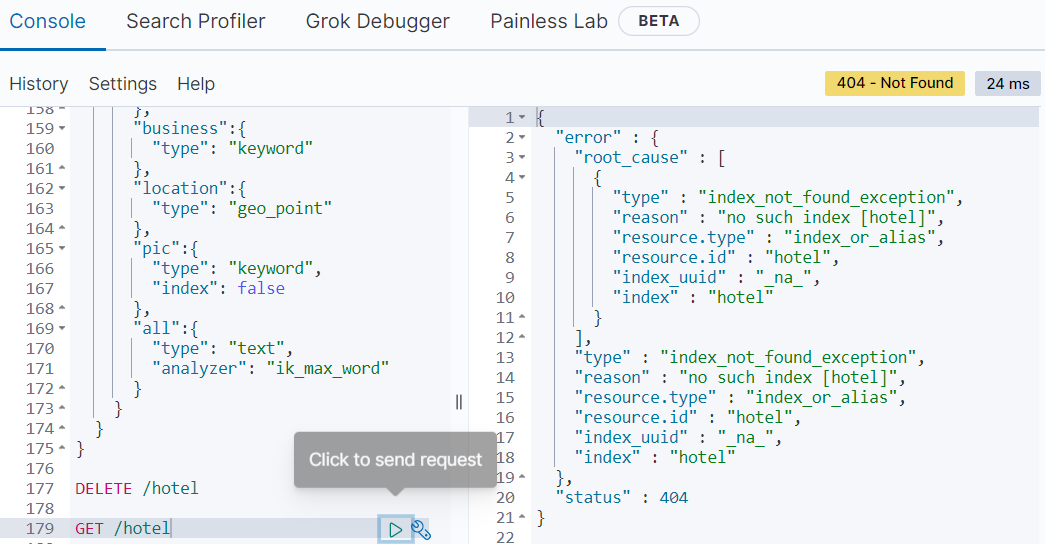 Console Search Profiler Grok Debugger Painless Lab BETA
History Settings Help 404 - Not Found 24 ms
158 },
159 "business":{
160 "type": "keyword"
161 },
162 "location":{
163 "type": "geo_point"
164 },
165 "pic":{
166 "type": "keyword",
167 "index": false
168 },
169 "all":{
170 "type": "text",
171 "analyzer": "ik_max_word"
172 }
173 }
174 }
175 }
176
177 DELETE /hotel
178
179 GET /hotel
Click to send request
1 {
2 "error" : {
3 "root_cause" : [
4 {
5 "type" : "index_not_found_exception",
6 "reason" : "no such index [hotel]",
7 "resource.type" : "index_or_alias",
8 "resource.id" : "hotel",
9 "index_uuid" : "_na_",
10 "index" : "hotel"
11 }
12 ],
13 "type" : "index_not_found_exception",
14 "reason" : "no such index [hotel]",
15 "resource.type" : "index_or_alias",
16 "resource.id" : "hotel",
17 "index_uuid" : "_na_",
18 "index" : "hotel"
19 },
20 "status" : 404
21 }
22